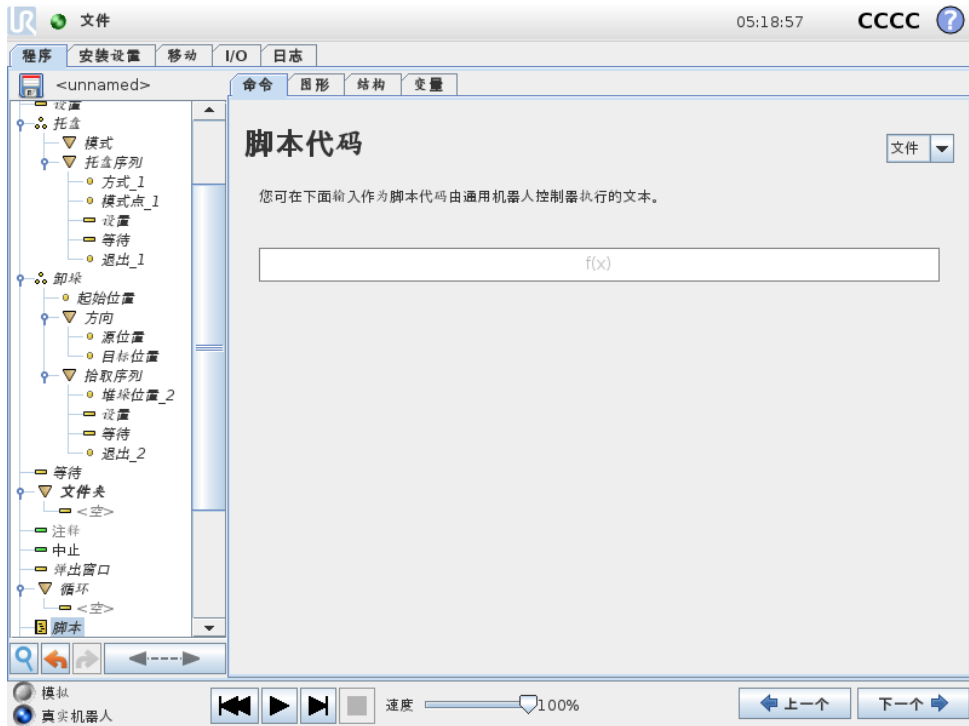 UR 文件 05:18:57 CCCC ?
程序 安装设置 移动 I/O 日志
<unnamed> 命令 图形 结构 变量
设置
托盒
模式
托盒序列
方式_1
模式点_1
设置
等待
退出_1
卸垛
起始位置
方向
源位置
目标位置
拾取序列
堆垛位置_2
设置
等待
退出_2
等待
文件夹
<空>
注释
中止
弹出窗口
循环
<空>
脚本
脚本代码
文件
您可在下面输入作为脚本代码由通用机器人控制器执行的文本。
f(x)
模拟
真实机器人
速度 100%
上一个 下一个